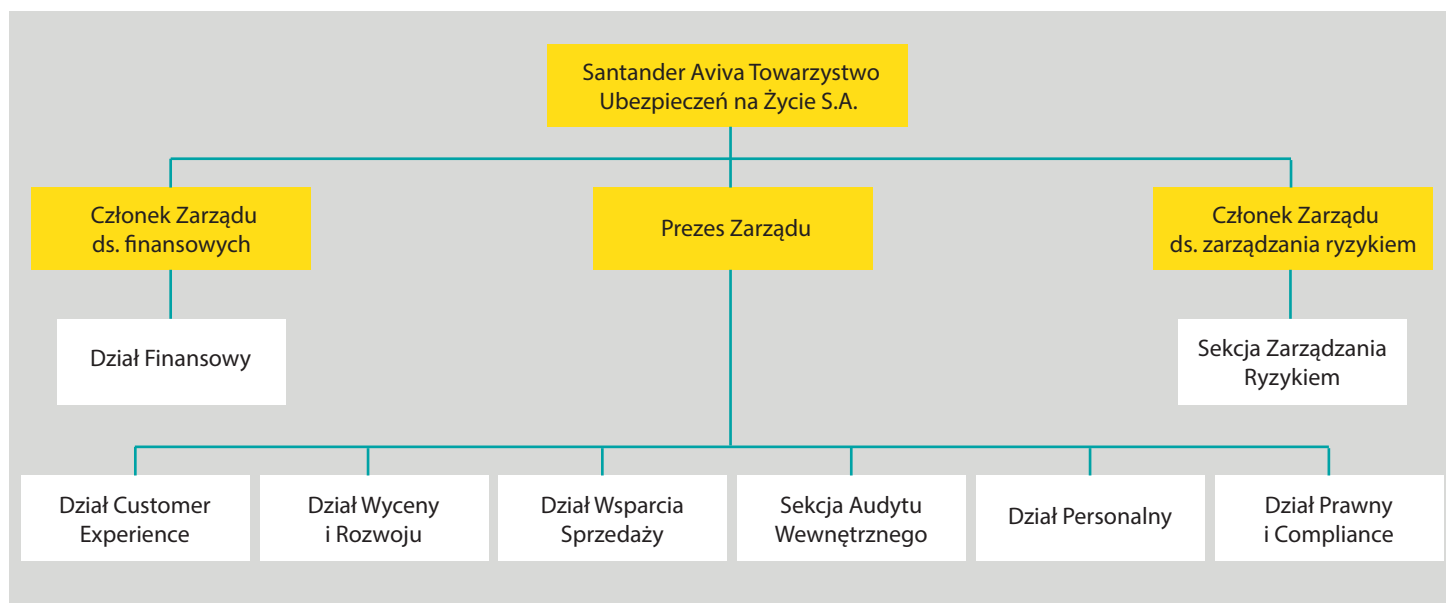 Santander Aviva Towarzystwo
Ubezpieczeń na Życie S.A.
Członek Zarządu
ds. finansowych
Prezes Zarządu
Członek Zarządu
ds. zarządzania ryzykiem
Dział Finansowy
Sekcja Zarządzania
Ryzykiem
Dział Customer
Experience
Dział Wyceny
i Rozwoju
Dział Wsparcia
Sprzedaży
Sekcja Audytu
Wewnętrznego
Dział Personalny
Dział Prawny
i Compliance